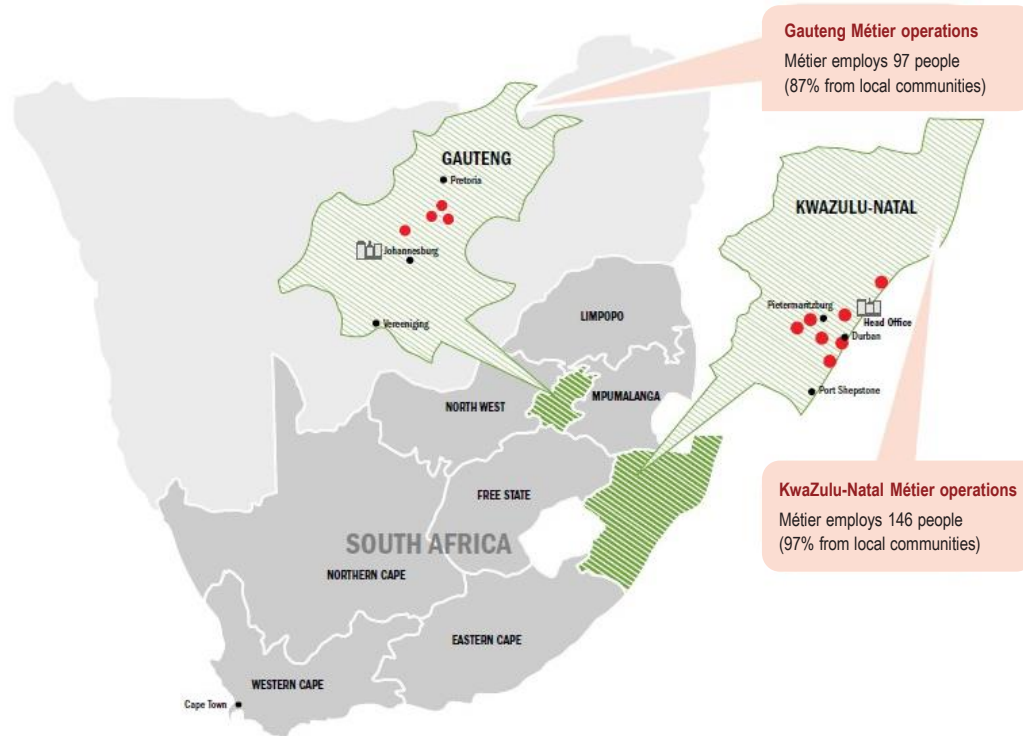 Gauteng Métier operations
Métier employs 97 people
(87% from local communities)
GAUTENG
Pretoria
Johannesburg
Vereeniging
KWAZULU-NATAL
Pietermaritzburg
Head Office
Durban
Port Shepstone
LIMPOPO
NORTH WEST
MPUMALANGA
FREE STATE
SOUTH AFRICA
NORTHERN CAPE
EASTERN CAPE
WESTERN CAPE
Cape Town
KwaZulu-Natal Métier operations
Métier employs 146 people
(97% from local communities)